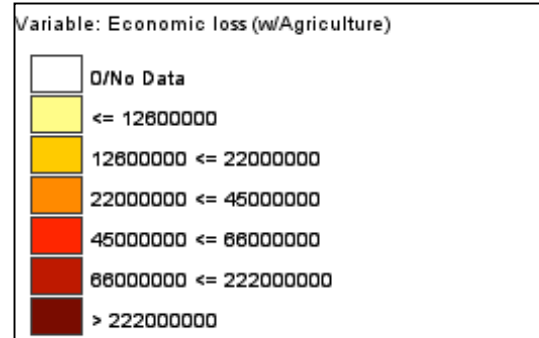 Variable: Economic loss (w/Agriculture)
0/No Data
<= 12600000
12600000 <= 22000000
22000000 <= 45000000
45000000 <= 66000000
66000000 <= 222000000
> 222000000